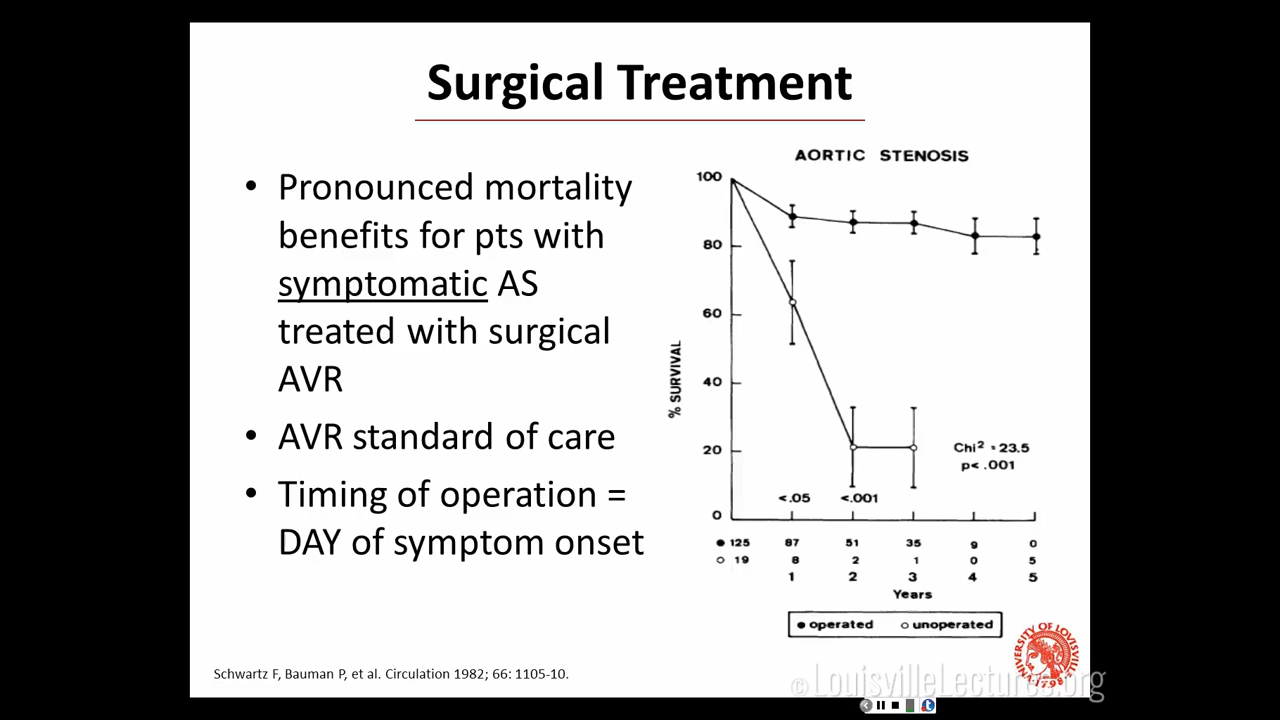 Surgical Treatment
• Pronounced mortality
benefits for pts with
symptomatic AS
treated with surgical
AVR
• AVR standard of care
• Timing of operation =
DAY of symptom onset
AORTIC STENOSIS
% SURVIVAL
100
80
60
40
20
0
Chi² = 23.5
p< .001
<.05 <.001
● 125 87 51 35 9 0
○ 19 8 2 1 0 5
1 2 3 4 5
Years
● operated ○ unoperated
Schwartz F, Bauman P, et al. Circulation 1982; 66: 1105-10.
UNIVERSITY OF LOUISVILLE
1798
© LouisvilleLectures.org